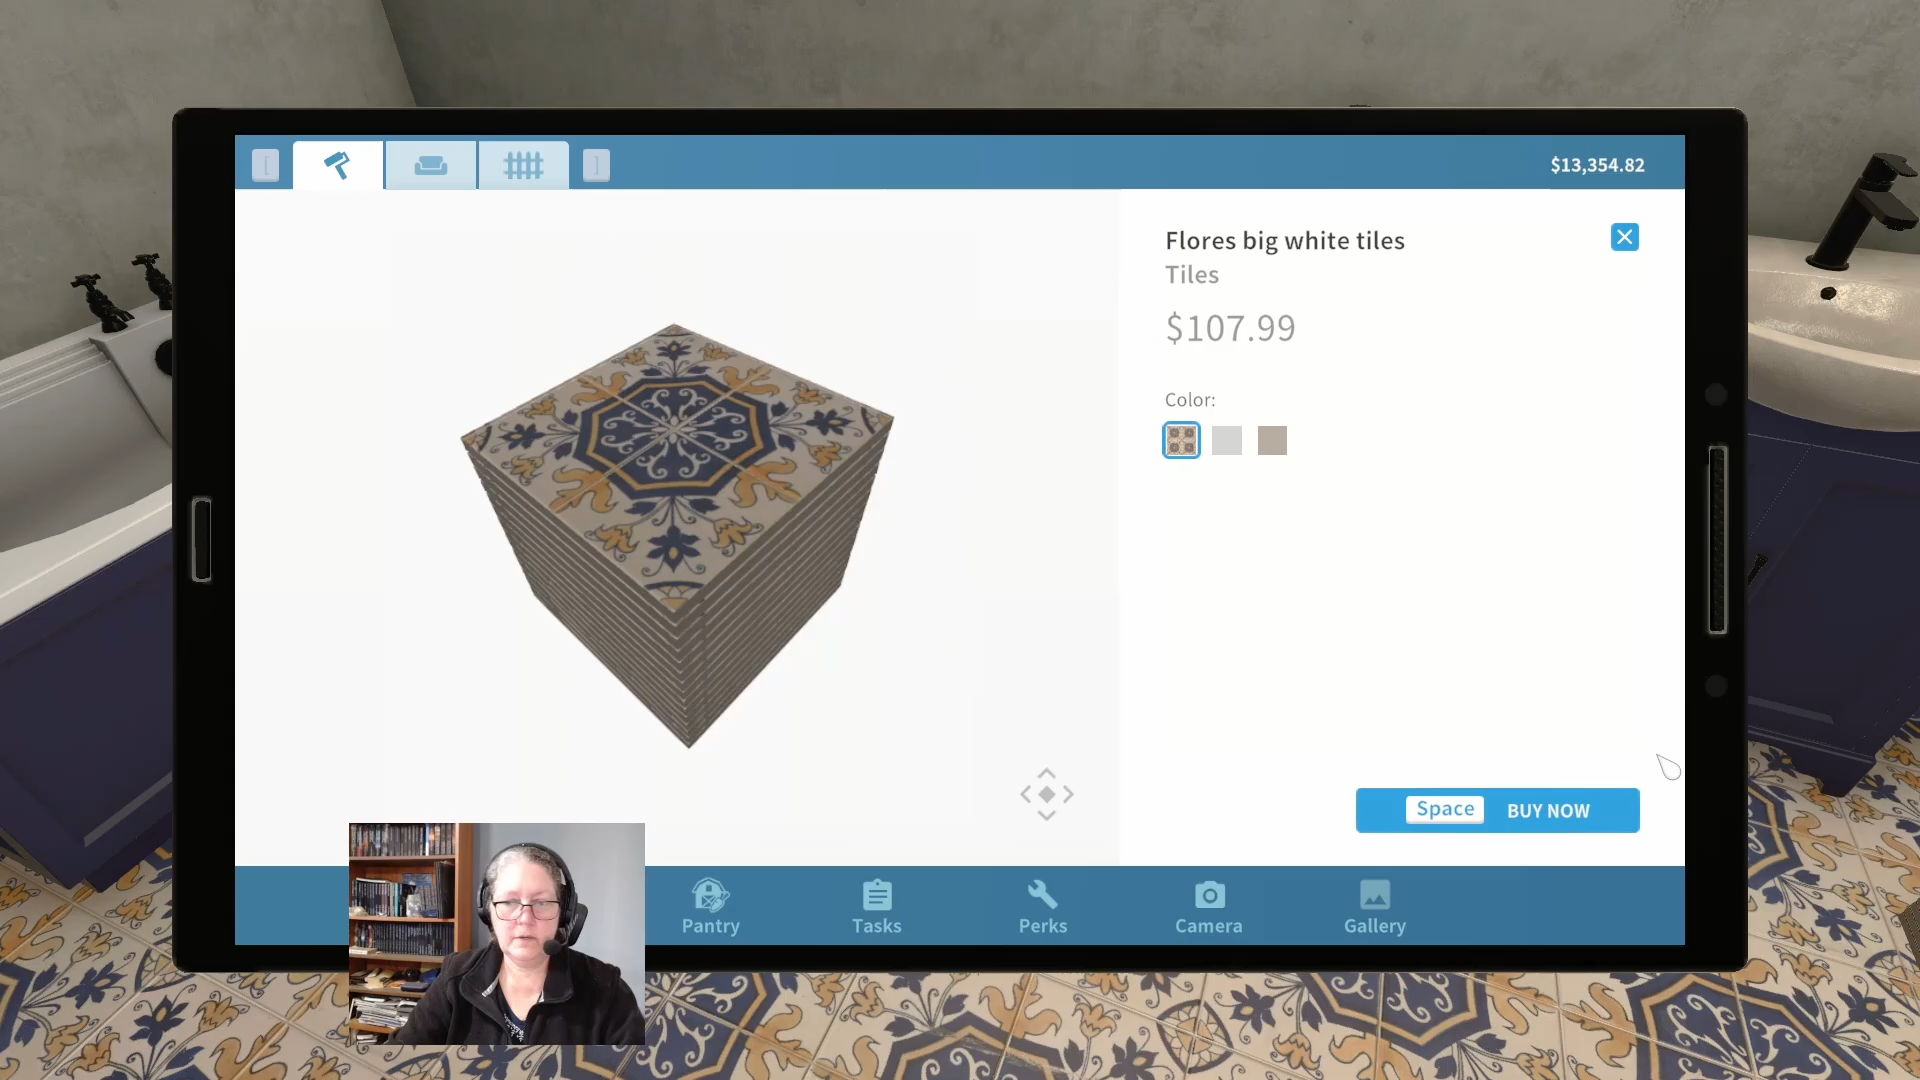 [
]
$13,354.82
Flores big white tiles
Tiles
$107.99
Color:
Space BUY NOW
Pantry
Tasks
Perks
Camera
Gallery